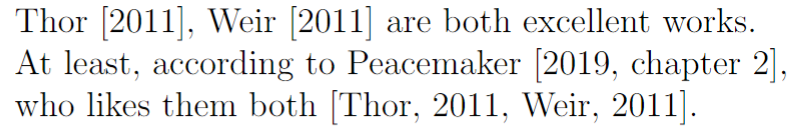 Thor [2011], Weir [2011] are both excellent works.
At least, according to Peacemaker [2019, chapter 2],
who likes them both [Thor, 2011, Weir, 2011].